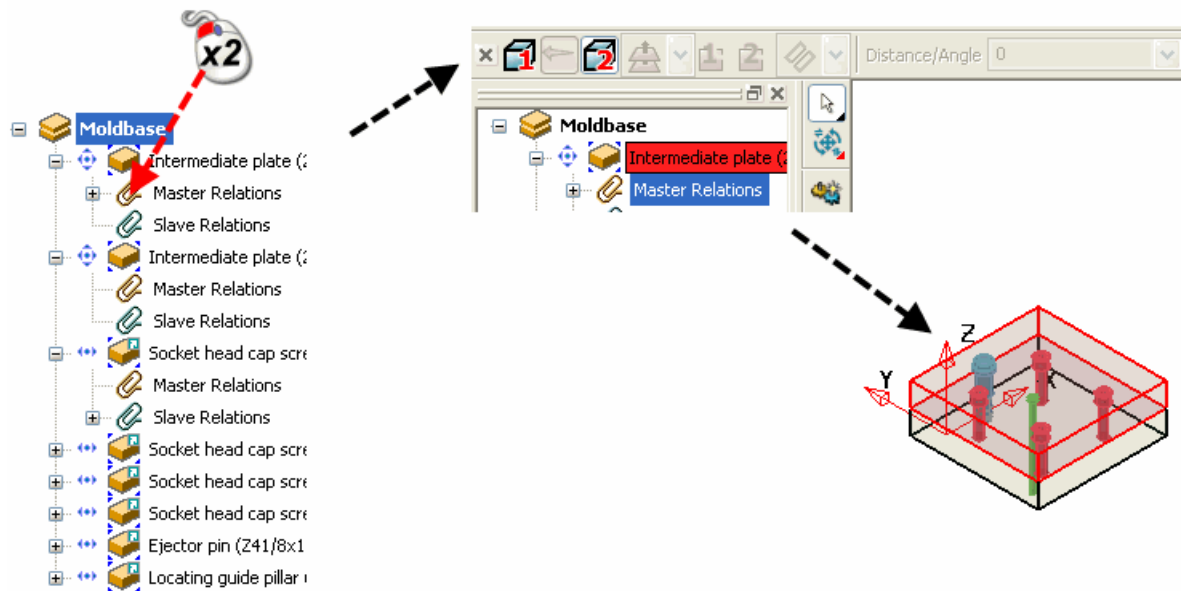 x2
Moldbase
Intermediate plate (2
Master Relations
Slave Relations
Intermediate plate (2
Master Relations
Slave Relations
Socket head cap scre
Master Relations
Slave Relations
Socket head cap scre
Socket head cap scre
Socket head cap scre
Ejector pin (Z41/8x1
Locating guide pillar
1 2 1 2 Distance/Angle 0
Moldbase
Intermediate plate (2
Master Relations
Z
Y X